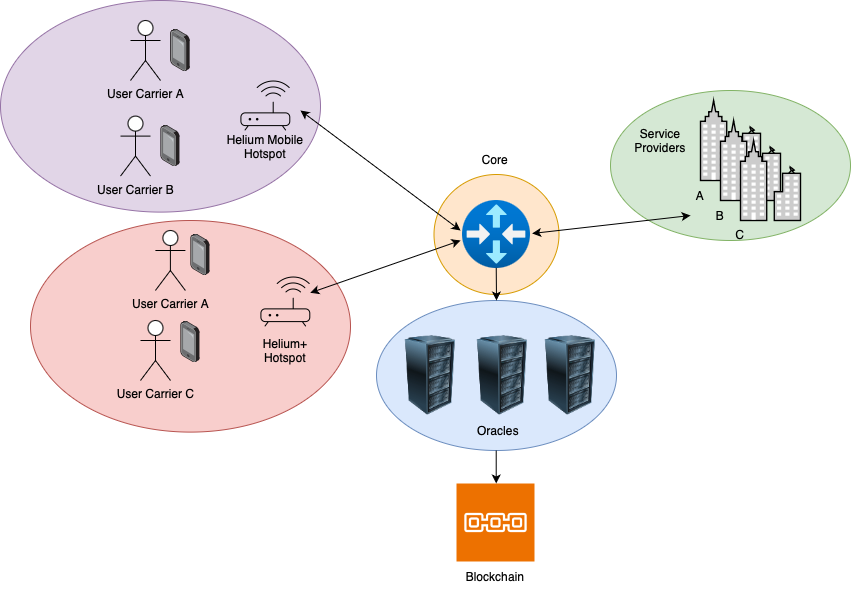 User Carrier A
User Carrier B
Helium Mobile
Hotspot
User Carrier A
User Carrier C
Helium+
Hotspot
Core
Service
Providers
A
B
C
Oracles
Blockchain